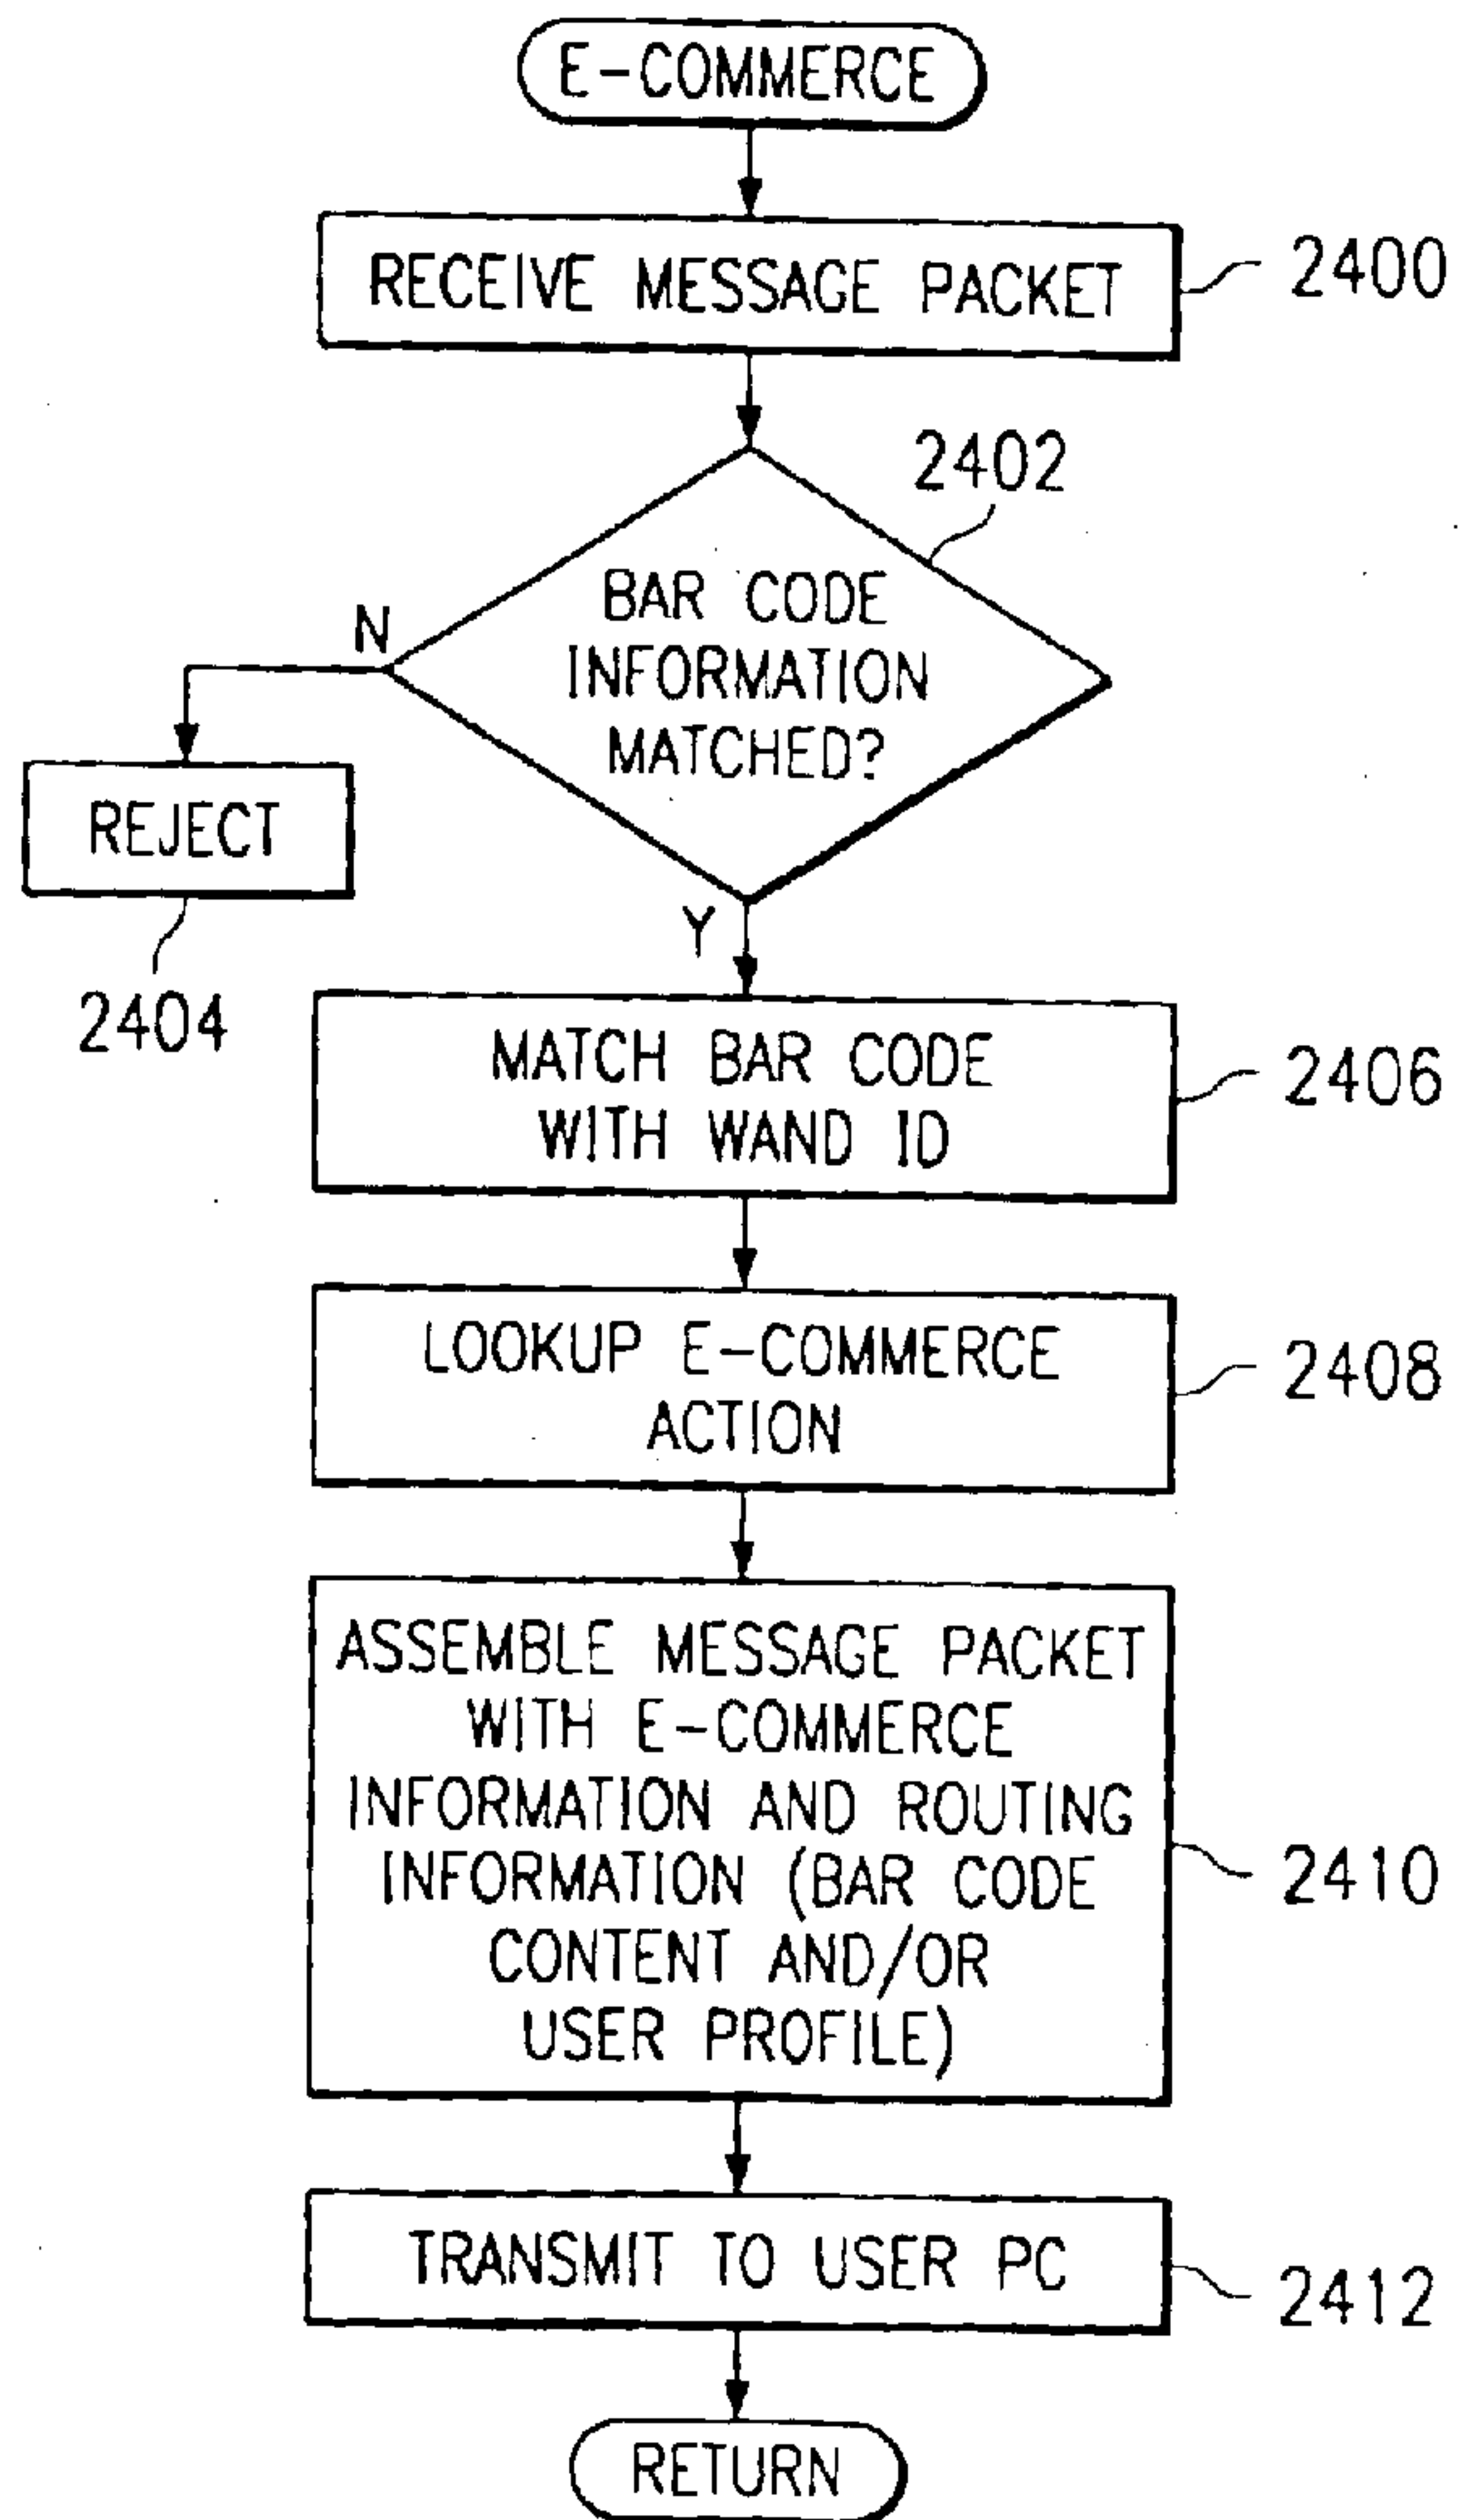 E-COMMERCE
RECEIVE MESSAGE PACKET
2400
2402
BAR CODE
INFORMATION
MATCHED?
N
REJECT
2404
Y
MATCH BAR CODE
WITH WAND ID
2406
LOOKUP E-COMMERCE
ACTION
2408
ASSEMBLE MESSAGE PACKET
WITH E-COMMERCE
INFORMATION AND ROUTING
INFORMATION (BAR CODE
CONTENT AND/OR
USER PROFILE)
2410
TRANSMIT TO USER PC
2412
RETURN